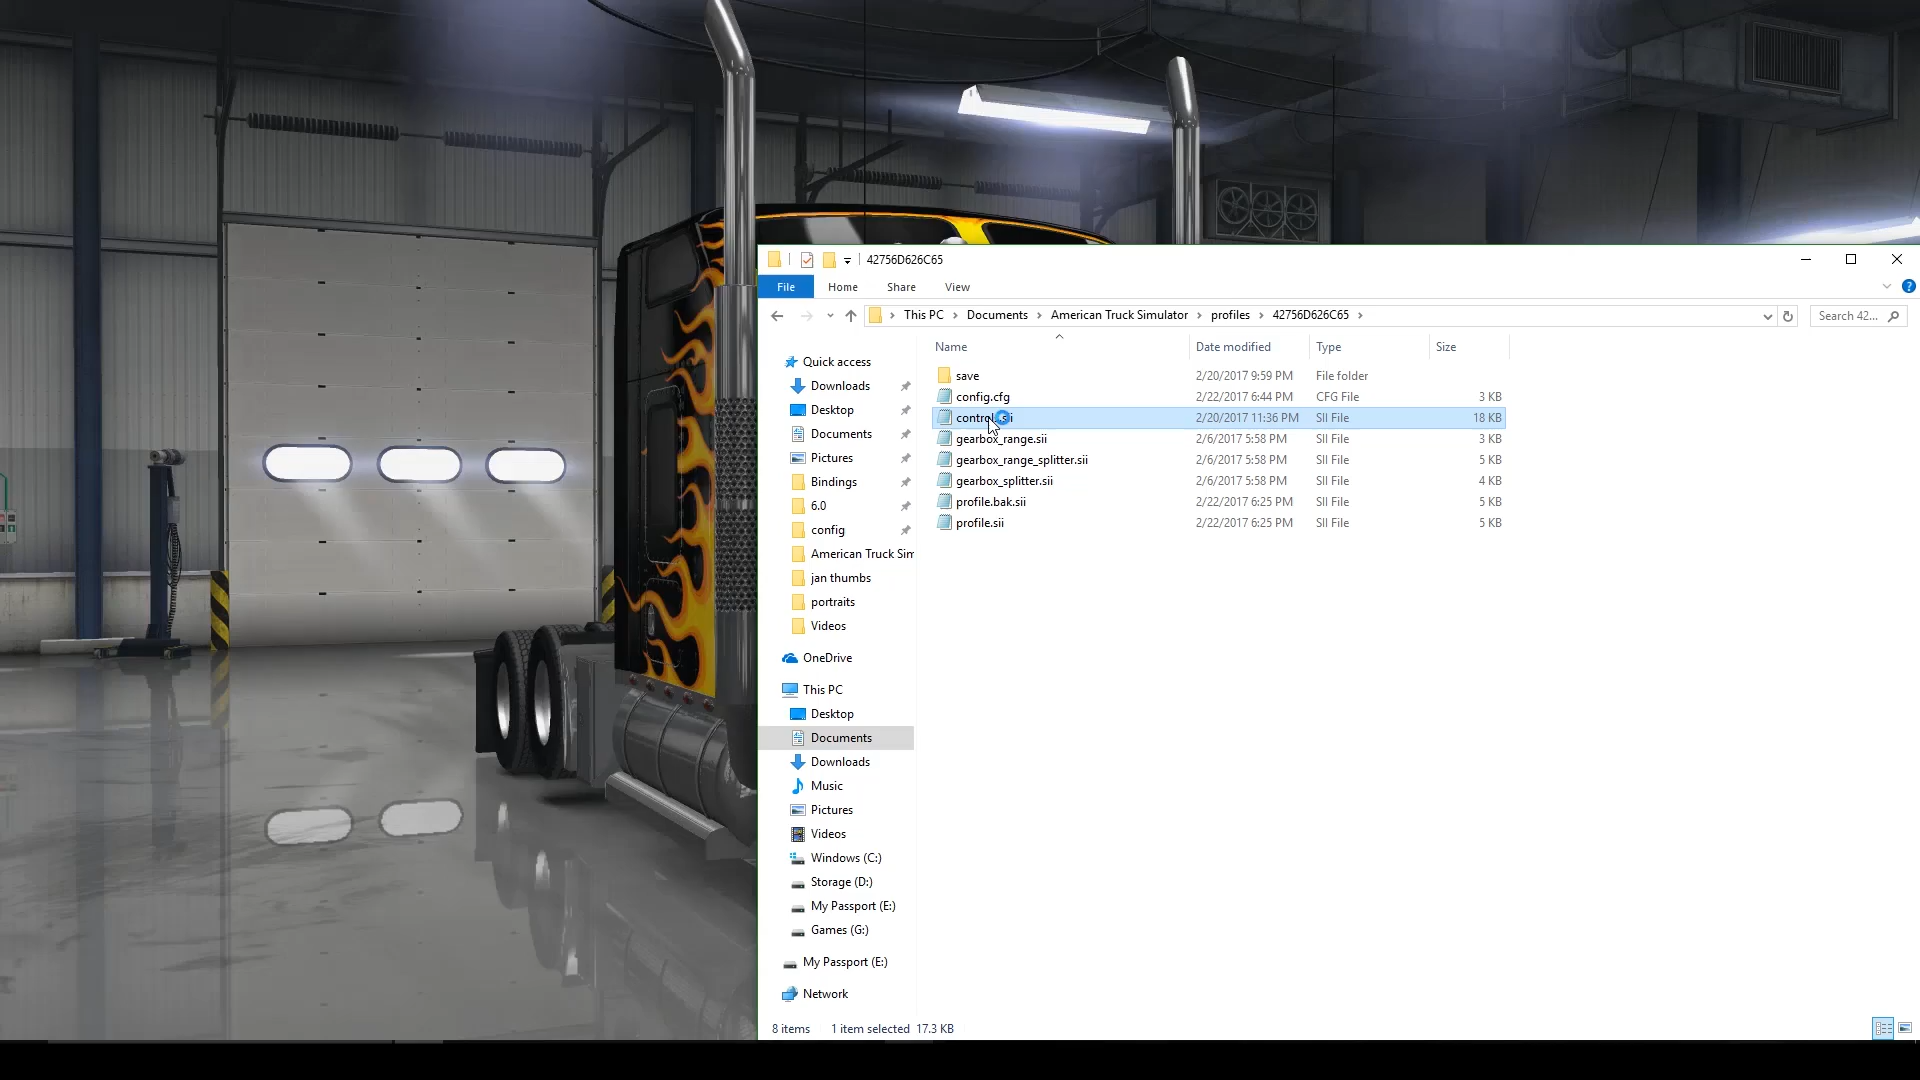 42756D626C65
File Home Share View
This PC Documents American Truck Simulator profiles 42756D626C65
Search 42...
Name Date modified Type Size
save 2/20/2017 9:59 PM File folder
config.cfg 2/22/2017 6:44 PM CFG File 3 KB
2/20/2017 11:36 PM SII File 18 KB
gearbox_range.sii 2/6/2017 5:58 PM SII File 3 KB
gearbox_range_splitter.sii 2/6/2017 5:58 PM SII File 5 KB
gearbox_splitter.sii 2/6/2017 5:58 PM SII File 4 KB
profile.bak.sii 2/22/2017 6:25 PM SII File 5 KB
profile.sii 2/22/2017 6:25 PM SII File 5 KB
Quick access
Downloads
Desktop
Documents
Pictures
Bindings
6.0
config
American Truck Sim
jan thumbs
portraits
Videos
OneDrive
This PC
Desktop
Documents
Downloads
Music
Pictures
Videos
Windows (C:)
Storage (D:)
My Passport (E:)
Games (G:)
My Passport (E:)
Network
8 items 1 item selected 17.3 KB